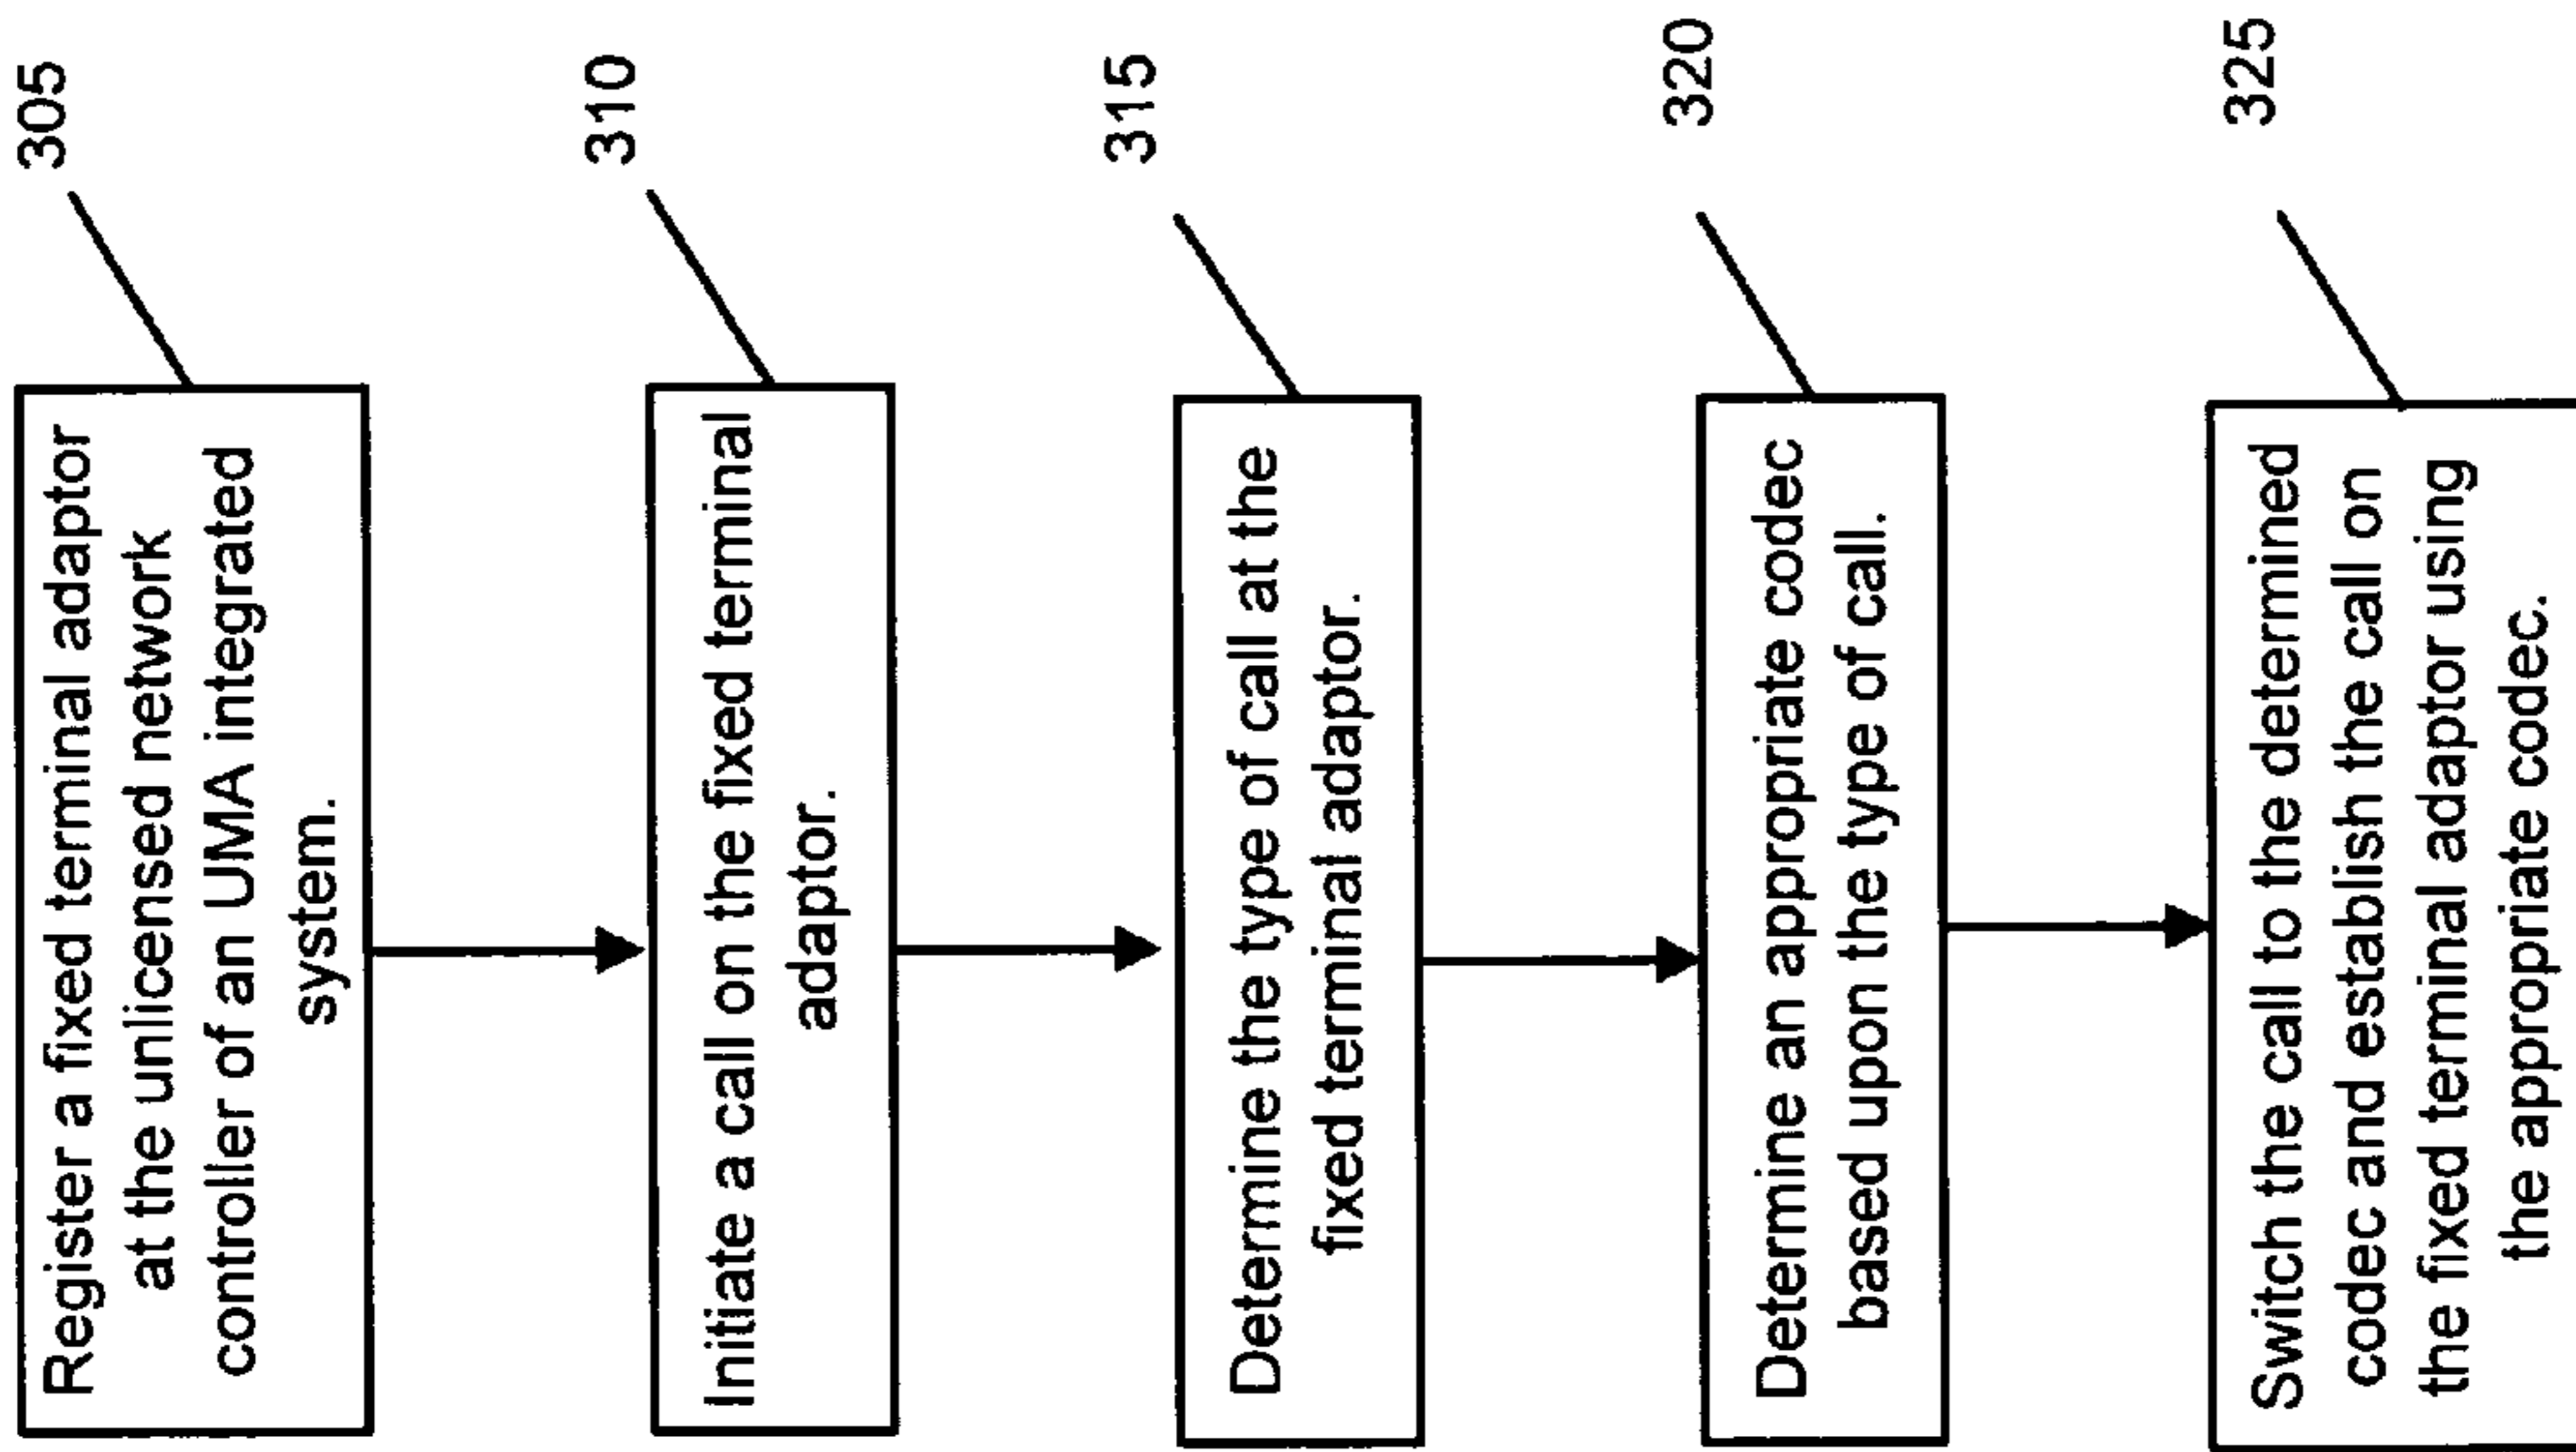 305
Register a fixed terminal adaptor
at the unlicensed network
controller of an UMA integrated
system.
310
Initiate a call on the fixed terminal
adaptor.
315
Determine the type of call at the
fixed terminal adaptor.
320
Determine an appropriate codec
based upon the type of call.
325
Switch the call to the determined
codec and establish the call on
the fixed terminal adaptor using
the appropriate codec.